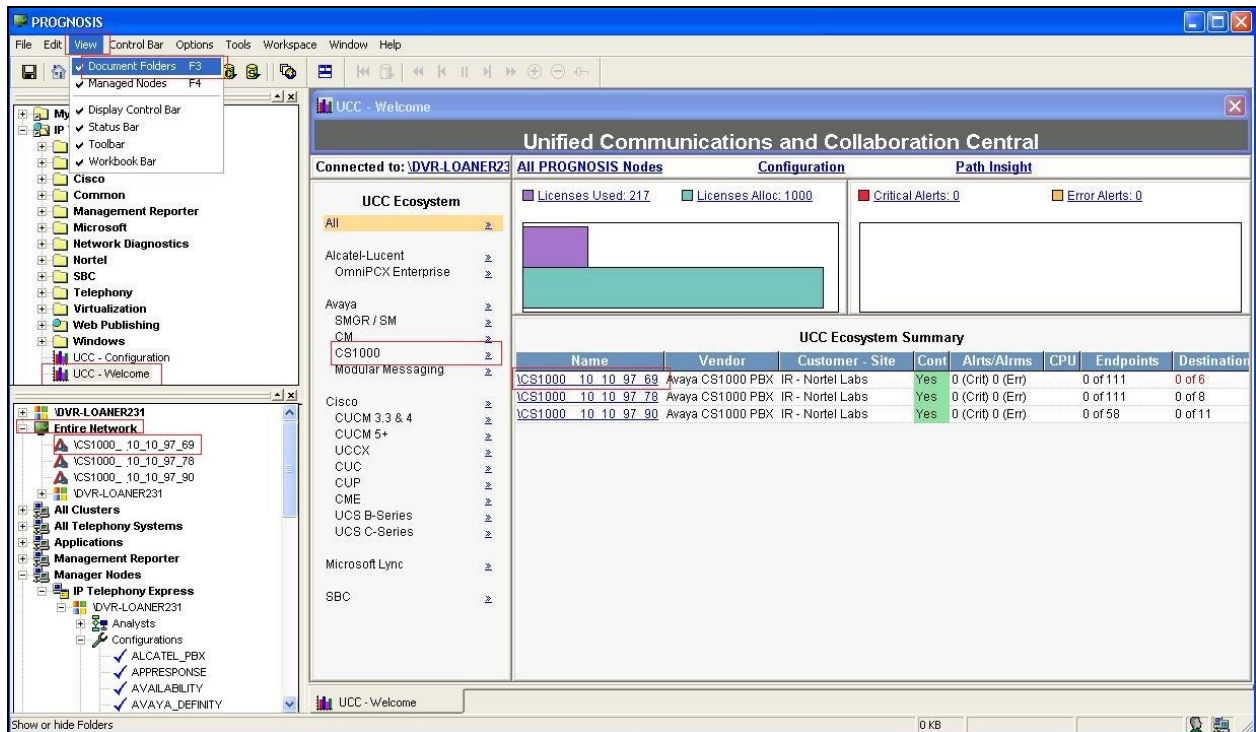 PROGNOSIS
File Edit View Control Bar Options Tools Workspace Window Help
Document Folders F3
Managed Nodes F4
Display Control Bar
Status Bar
Toolbar
Workbook Bar
My
IP
Cisco
Common
Management Reporter
Microsoft
Network Diagnostics
Nortel
SBC
Telephony
Virtualization
Web Publishing
Windows
UCC - Configuration
UCC - Welcome
\DVR-LOANER231
Entire Network
\CS1000_ 10_10_97_69
\CS1000_ 10_10_97_78
\CS1000_ 10_10_97_90
\DVR-LOANER231
All Clusters
All Telephony Systems
Applications
Management Reporter
Manager Nodes
IP Telephony Express
\DVR-LOANER231
Analysts
Configurations
ALCATEL_PBX
APPRESPONSE
AVAILABILITY
AVAYA_DEFINITY
UCC - Welcome
Unified Communications and Collaboration Central
Connected to: \DVR-LOANER23 All PROGNOSIS Nodes Configuration Path Insight
UCC Ecosystem
All »
Alcatel-Lucent »
OmniPCX Enterprise »
Avaya »
SMGR / SM »
CM »
CS1000 »
Modular Messaging »
Cisco »
CUCM 3.3 & 4 »
CUCM 5+ »
UCCX »
CUC »
CUP »
CME »
UCS B-Series »
UCS C-Series »
Microsoft Lync »
SBC »
Licenses Used: 217 Licenses Alloc: 1000 Critical Alerts: 0 Error Alerts: 0
UCC Ecosystem Summary
Name Vendor Customer - Site Cont Alrts/Alrms CPU Endpoints Destination
\CS1000_ 10_10_97_69 Avaya CS1000 PBX IR - Nortel Labs Yes 0 (Crit) 0 (Err) 0 of 111 0 of 6
\CS1000_ 10_10_97_78 Avaya CS1000 PBX IR - Nortel Labs Yes 0 (Crit) 0 (Err) 0 of 111 0 of 8
\CS1000_ 10_10_97_90 Avaya CS1000 PBX IR - Nortel Labs Yes 0 (Crit) 0 (Err) 0 of 58 0 of 11
UCC - Welcome
Show or hide Folders 0 KB